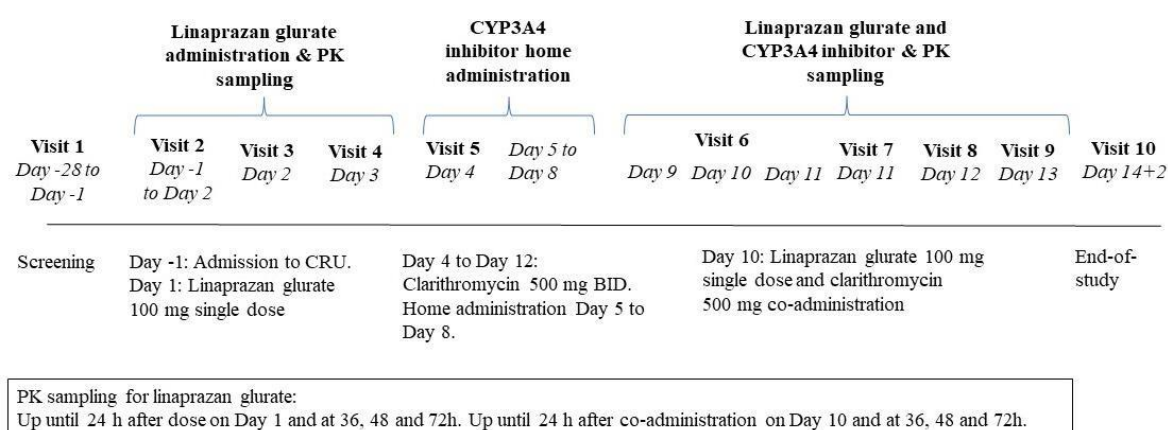 Linaprazan glurate
administration & PK
sampling
CYP3A4
inhibitor home
administration
Linaprazan glurate and
CYP3A4 inhibitor & PK
sampling
Visit 1
Day -28 to
Day -1
Visit 2
Day -1
to Day 2
Visit 3
Day 2
Visit 4
Day 3
Visit 5
Day 4
Day 5 to
Day 8
Visit 6
Day 9 Day 10 Day 11
Visit 7
Day 11
Visit 8
Day 12
Visit 9
Day 13
Visit 10
Day 14+2
Screening
Day -1: Admission to CRU.
Day 1: Linaprazan glurate
100 mg single dose
Day 4 to Day 12:
Clarithromycin 500 mg BID.
Home administration Day 5 to
Day 8.
Day 10: Linaprazan glurate 100 mg
single dose and clarithromycin
500 mg co-administration
End-of-
study
PK sampling for linaprazan glurate:
Up until 24 h after dose on Day 1 and at 36, 48 and 72h. Up until 24 h after co-administration on Day 10 and at 36, 48 and 72h.